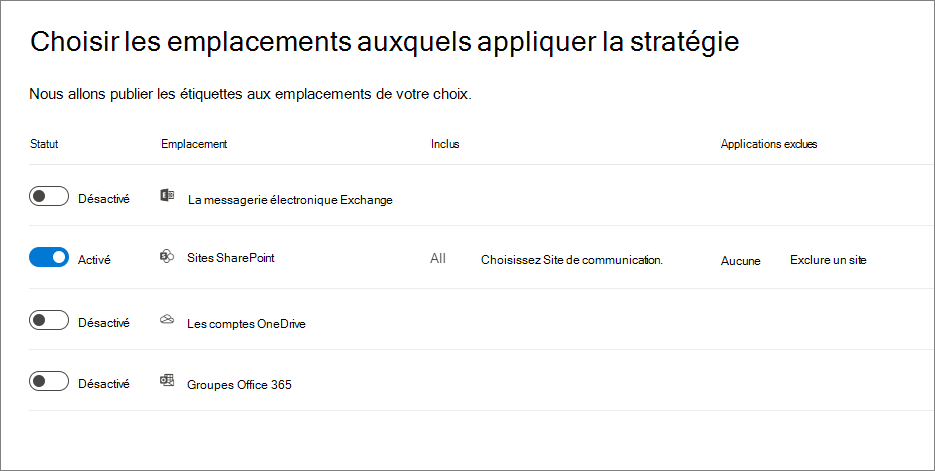 Choisir les emplacements auxquels appliquer la stratégie
Nous allons publier les étiquettes aux emplacements de votre choix.
Statut Emplacement Inclus Applications exclues
Désactivé La messagerie électronique Exchange
Activé Sites SharePoint All Choisissez Site de communication. Aucune Exclure un site
Désactivé Les comptes OneDrive
Désactivé Groupes Office 365